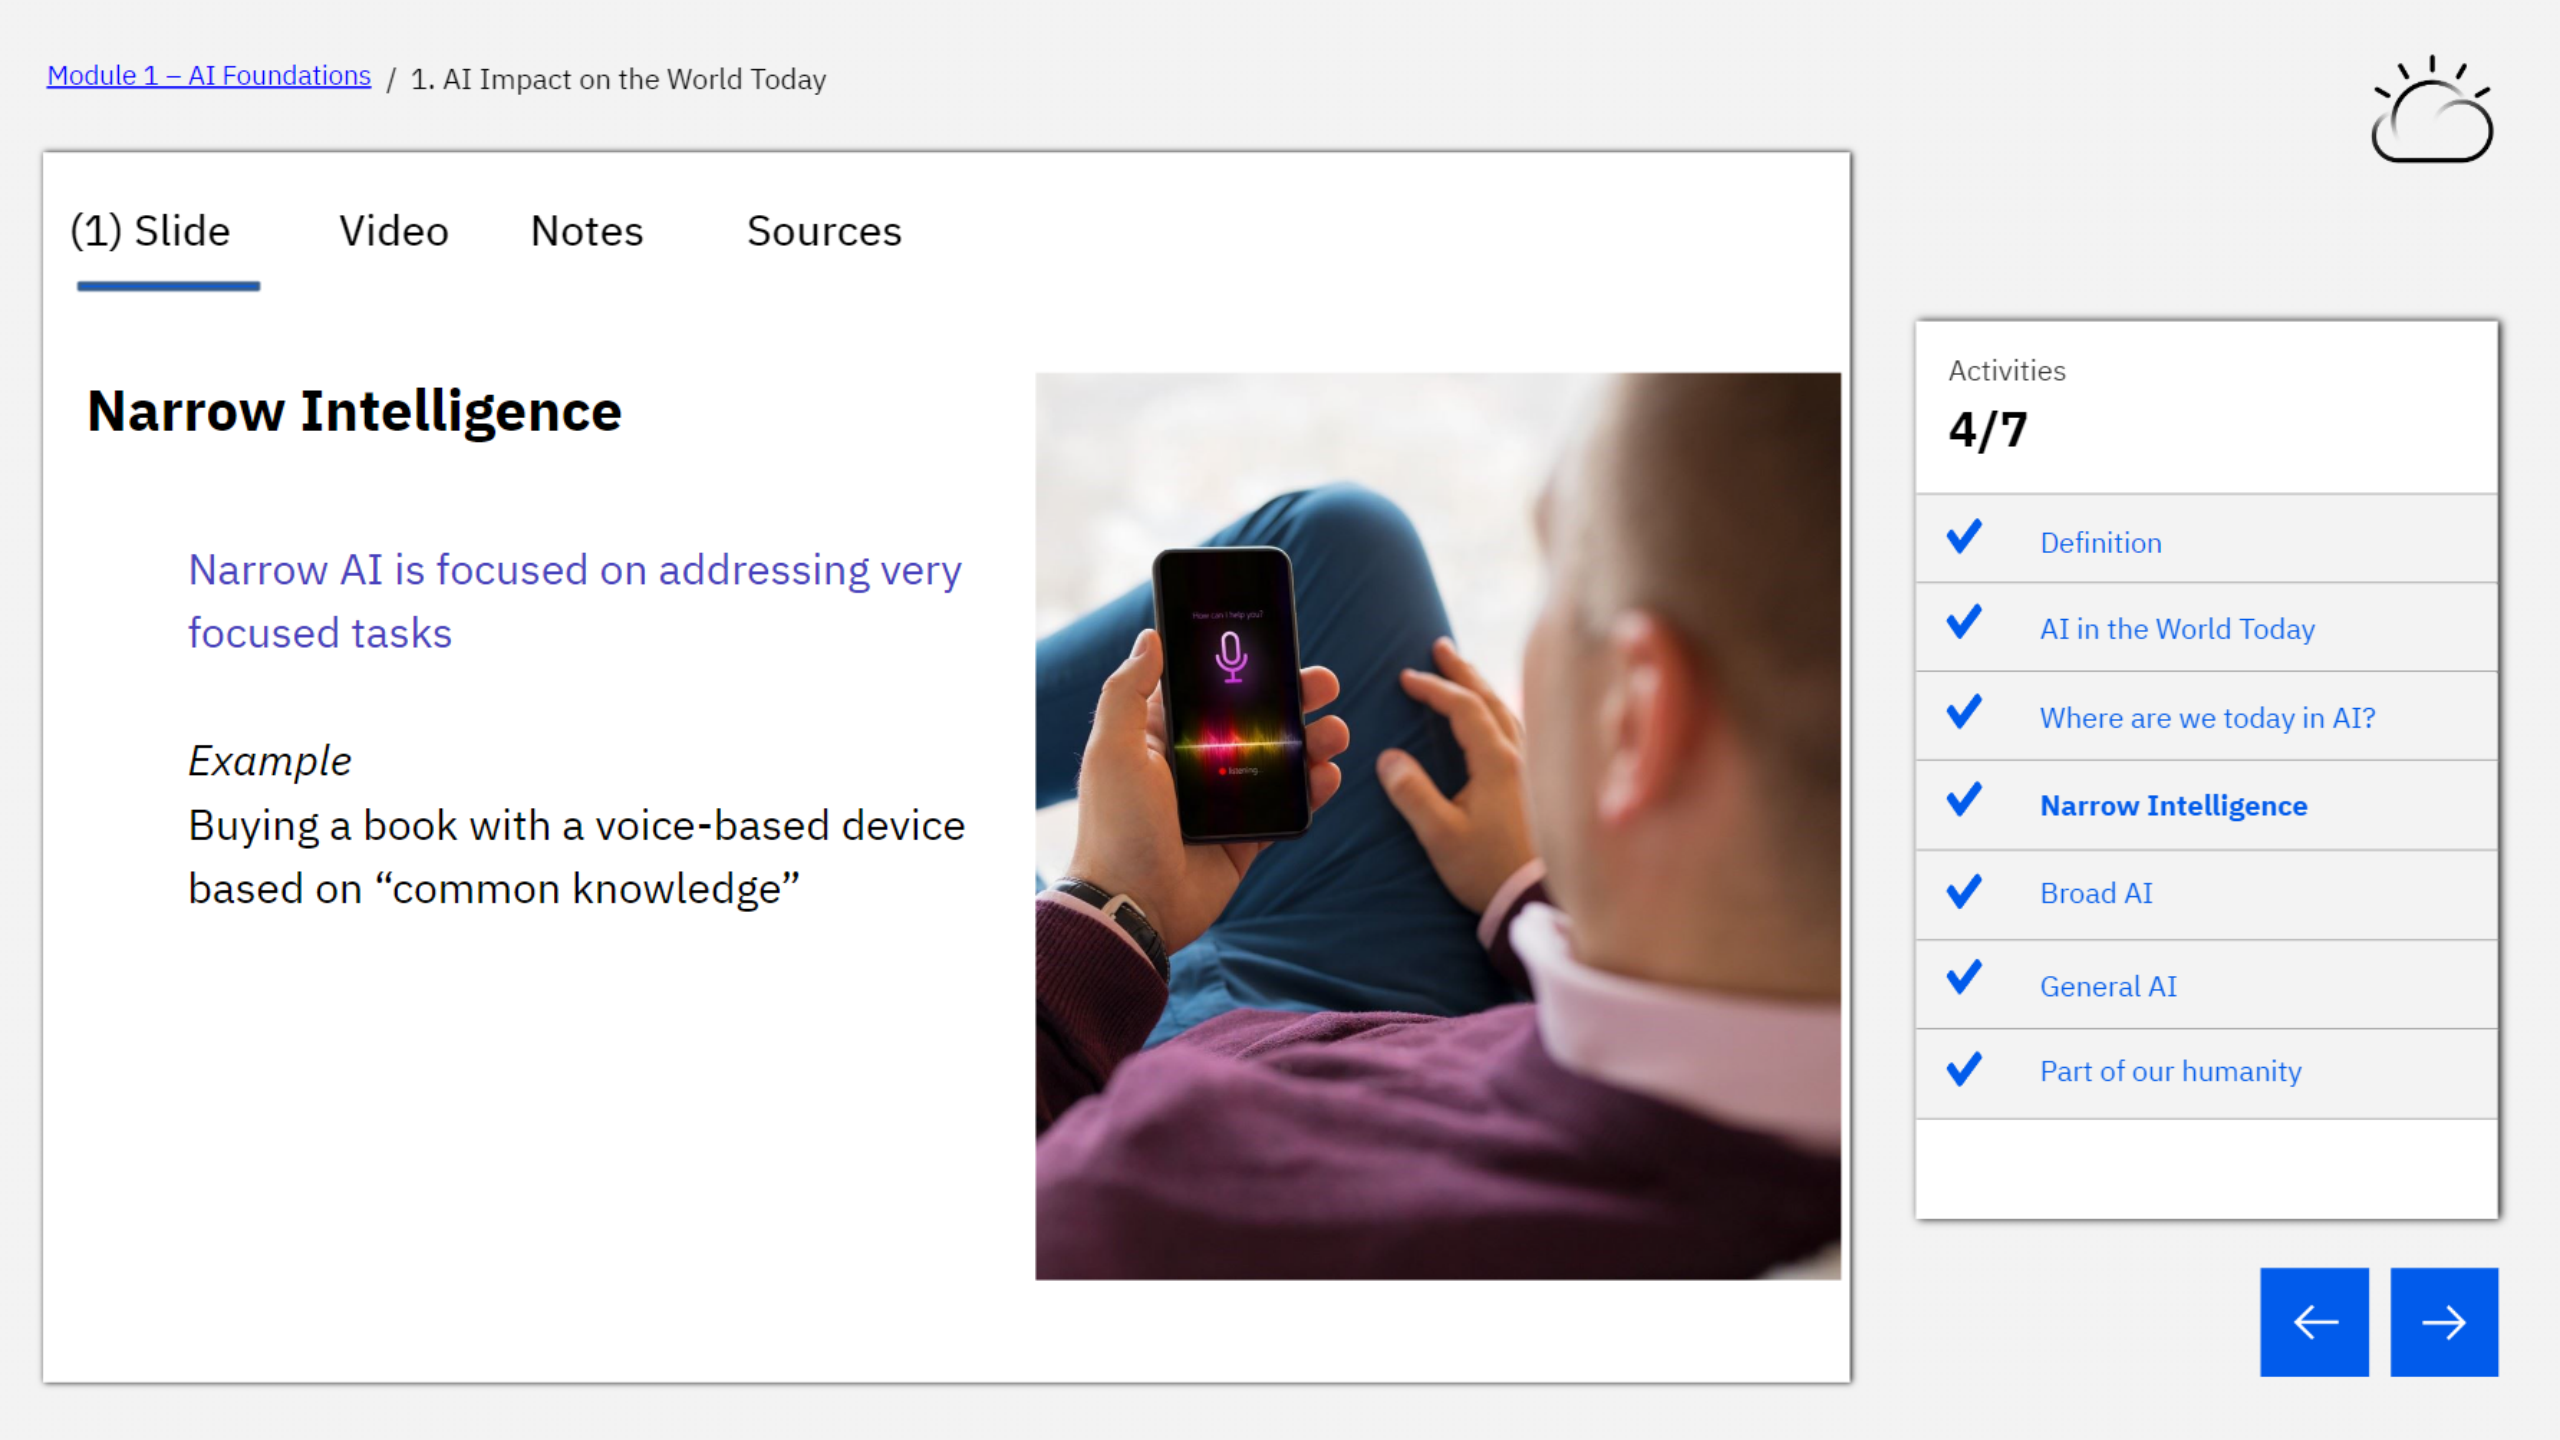 Module 1 – AI Foundations / 1. AI Impact on the World Today
(1) Slide Video Notes Sources
Narrow Intelligence
Narrow AI is focused on addressing very
focused tasks
Example
Buying a book with a voice-based device
based on “common knowledge”
How can I help you?
listening...
Activities
4/7
Definition
AI in the World Today
Where are we today in AI?
Narrow Intelligence
Broad AI
General AI
Part of our humanity